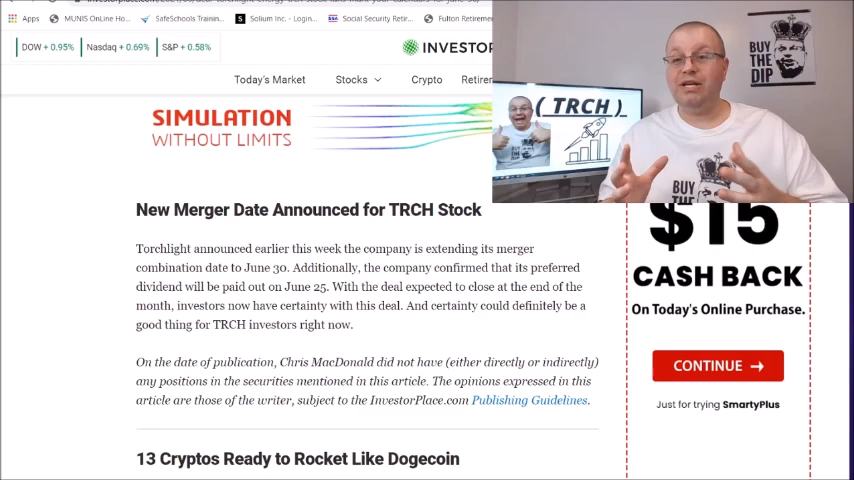 Apps MUNIS OnLine Ho... SafeSchools Trainin... Solium Inc. - Login... Social Security Retir... Fulton Retireme
DOW + 0.95% Nasdaq + 0.69% S&P + 0.58%
INVESTOR
Today's Market Stocks Crypto Retirem
SIMULATION
WITHOUT LIMITS
BUY
THE
DIP
( TRCH )
BUY
THE
DIP
BUY
THE
New Merger Date Announced for TRCH Stock
Torchlight announced earlier this week the company is extending its merger
combination date to June 30. Additionally, the company confirmed that its preferred
dividend will be paid out on June 25. With the deal expected to close at the end of the
month, investors now have certainty with this deal. And certainty could definitely be a
good thing for TRCH investors right now.
On the date of publication, Chris MacDonald did not have (either directly or indirectly)
any positions in the securities mentioned in this article. The opinions expressed in this
article are those of the writer, subject to the InvestorPlace.com Publishing Guidelines.
13 Cryptos Ready to Rocket Like Dogecoin
$15
CASH BACK
On Today's Online Purchase.
CONTINUE
Just for trying SmartyPlus